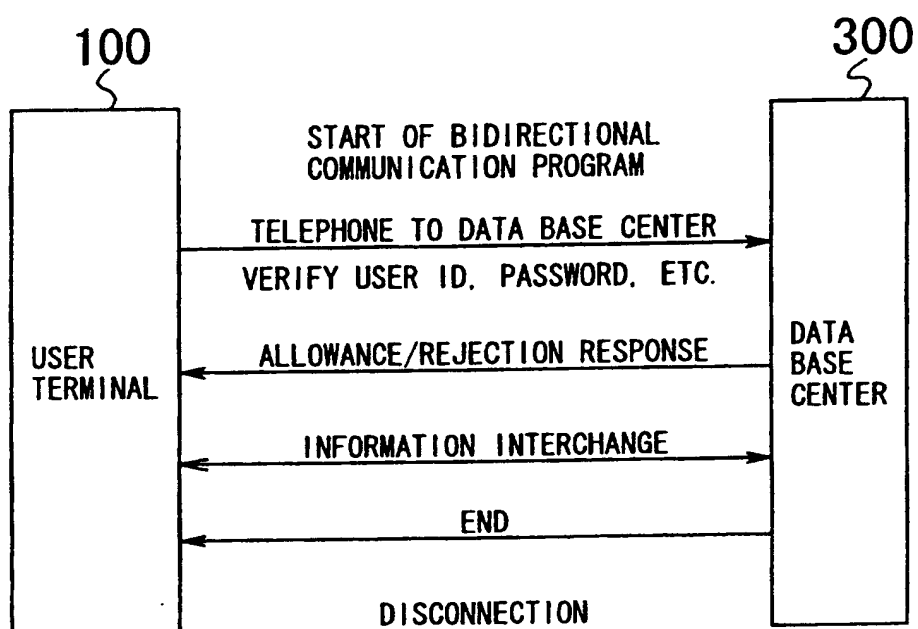 100
300
START OF BIDIRECTIONAL
COMMUNICATION PROGRAM
TELEPHONE TO DATA BASE CENTER
VERIFY USER ID, PASSWORD, ETC.
USER
TERMINAL
ALLOWANCE/REJECTION RESPONSE
DATA
BASE
CENTER
INFORMATION INTERCHANGE
END
DISCONNECTION